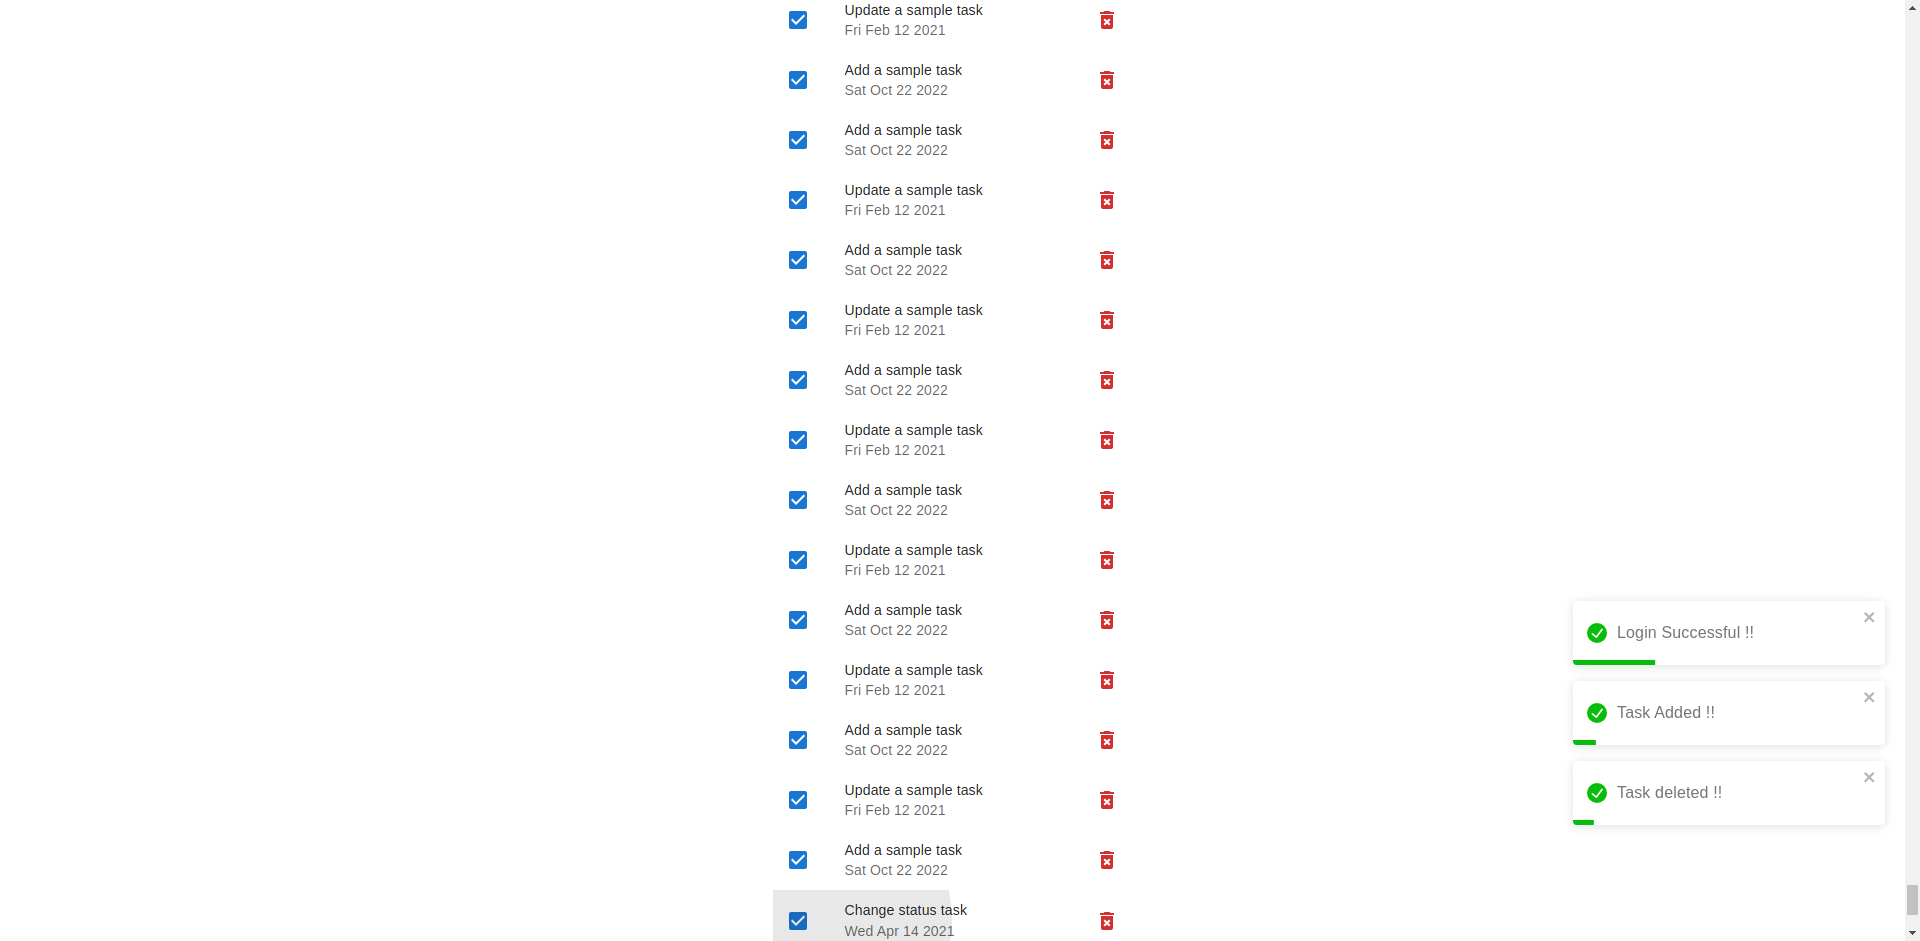 Update a sample task
Fri Feb 12 2021
Add a sample task
Sat Oct 22 2022
Add a sample task
Sat Oct 22 2022
Update a sample task
Fri Feb 12 2021
Add a sample task
Sat Oct 22 2022
Update a sample task
Fri Feb 12 2021
Add a sample task
Sat Oct 22 2022
Update a sample task
Fri Feb 12 2021
Add a sample task
Sat Oct 22 2022
Update a sample task
Fri Feb 12 2021
Add a sample task
Sat Oct 22 2022
Update a sample task
Fri Feb 12 2021
Add a sample task
Sat Oct 22 2022
Update a sample task
Fri Feb 12 2021
Add a sample task
Sat Oct 22 2022
Change status task
Wed Apr 14 2021
Login Successful !!
Task Added !!
Task deleted !!